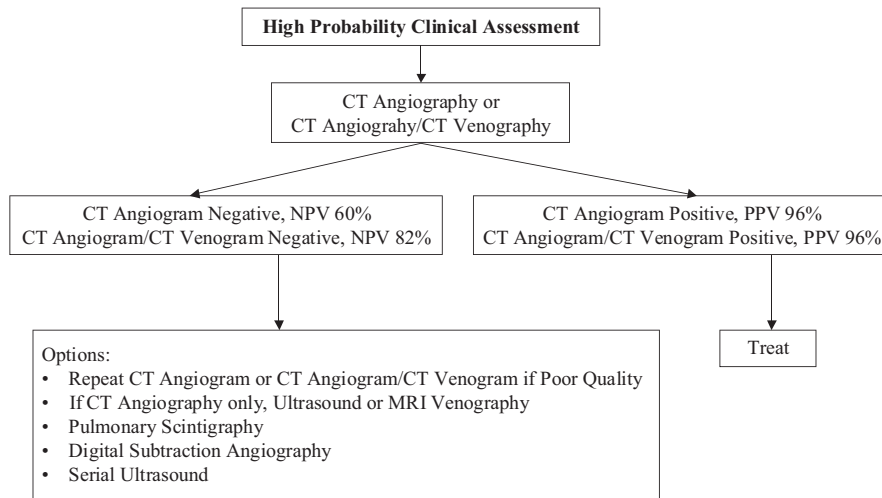 High Probability Clinical Assessment
CT Angiography or
CT Angiograhy/CT Venography
CT Angiogram Negative, NPV 60%
CT Angiogram/CT Venogram Negative, NPV 82%
CT Angiogram Positive, PPV 96%
CT Angiogram/CT Venogram Positive, PPV 96%
Options:
• Repeat CT Angiogram or CT Angiogram/CT Venogram if Poor Quality
• If CT Angiography only, Ultrasound or MRI Venography
• Pulmonary Scintigraphy
• Digital Subtraction Angiography
• Serial Ultrasound
Treat